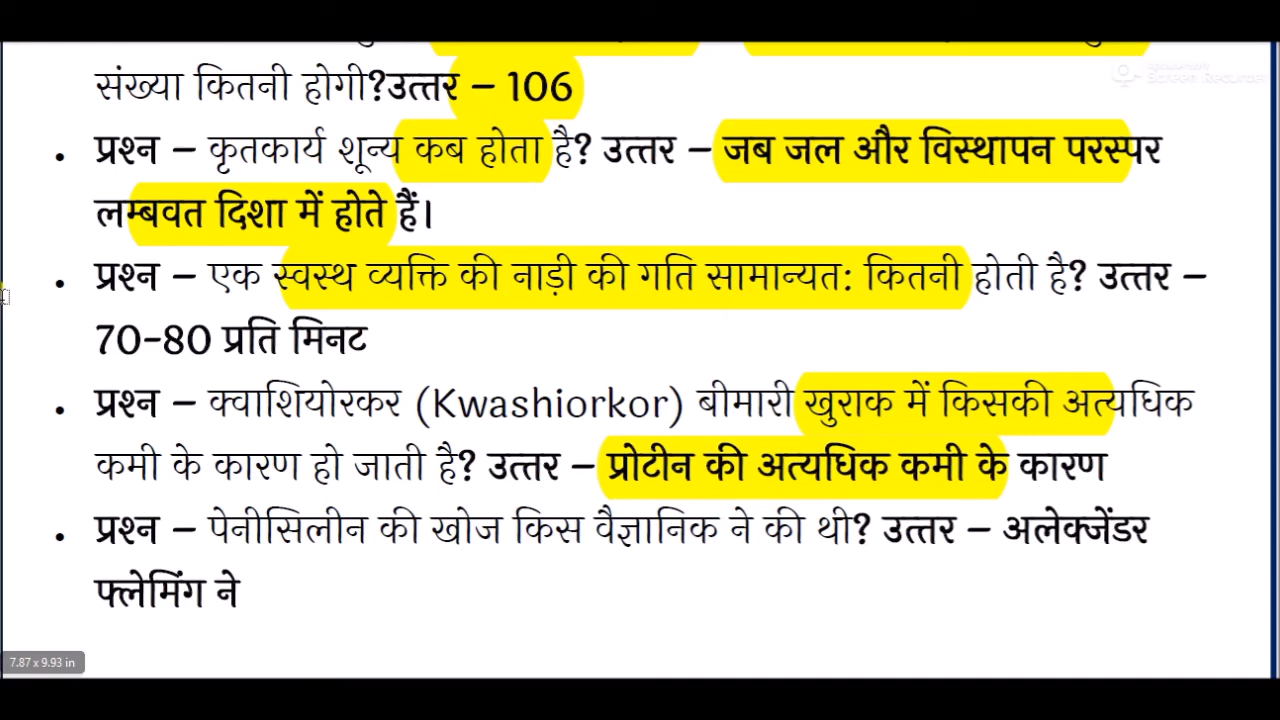 संख्या कितनी होगी?उत्तर – 106
• प्रश्न – कृतकार्य शून्य कब होता है? उत्तर – जब जल और विस्थापन परस्पर
लम्बवत दिशा में होते हैं।
• प्रश्न – एक स्वस्थ व्यक्ति की नाड़ी की गति सामान्यत: कितनी होती है? उत्तर –
70-80 प्रति मिनट
• प्रश्न – क्वाशियोरकर (Kwashiorkor) बीमारी खुराक में किसकी अत्यधिक
कमी के कारण हो जाती है? उत्तर – प्रोटीन की अत्यधिक कमी के कारण
• प्रश्न – पेनीसिलीन की खोज किस वैज्ञानिक ने की थी? उत्तर – अलेक्जेंडर
फ्लेमिंग ने
7.87 x 9.93 in
Screen Recorder